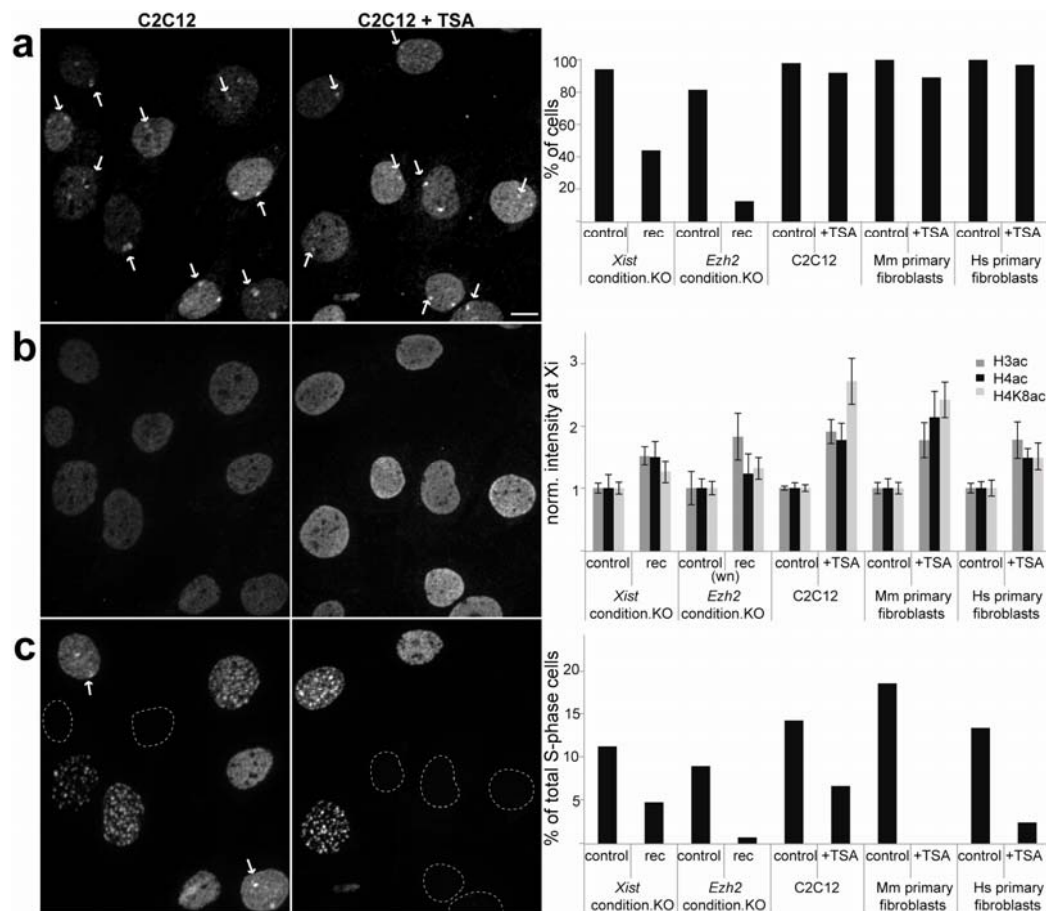 C2C12
C2C12 + TSA
a
% of cells
100
80
60
40
20
control rec control rec control +TSA control +TSA control +TSA
Xist condition.KO
Ezh2 condition.KO
C2C12
Mm primary fibroblasts
Hs primary fibroblasts
b
norm. intensity at Xi
3
2
1
H3ac
H4ac
H4K8ac
control rec control rec (wn) control +TSA control +TSA control +TSA
Xist condition.KO
Ezh2 condition.KO
C2C12
Mm primary fibroblasts
Hs primary fibroblasts
c
% of total S-phase cells
20
15
10
5
control rec control rec control +TSA control +TSA control +TSA
Xist condition.KO
Ezh2 condition.KO
C2C12
Mm primary fibroblasts
Hs primary fibroblasts